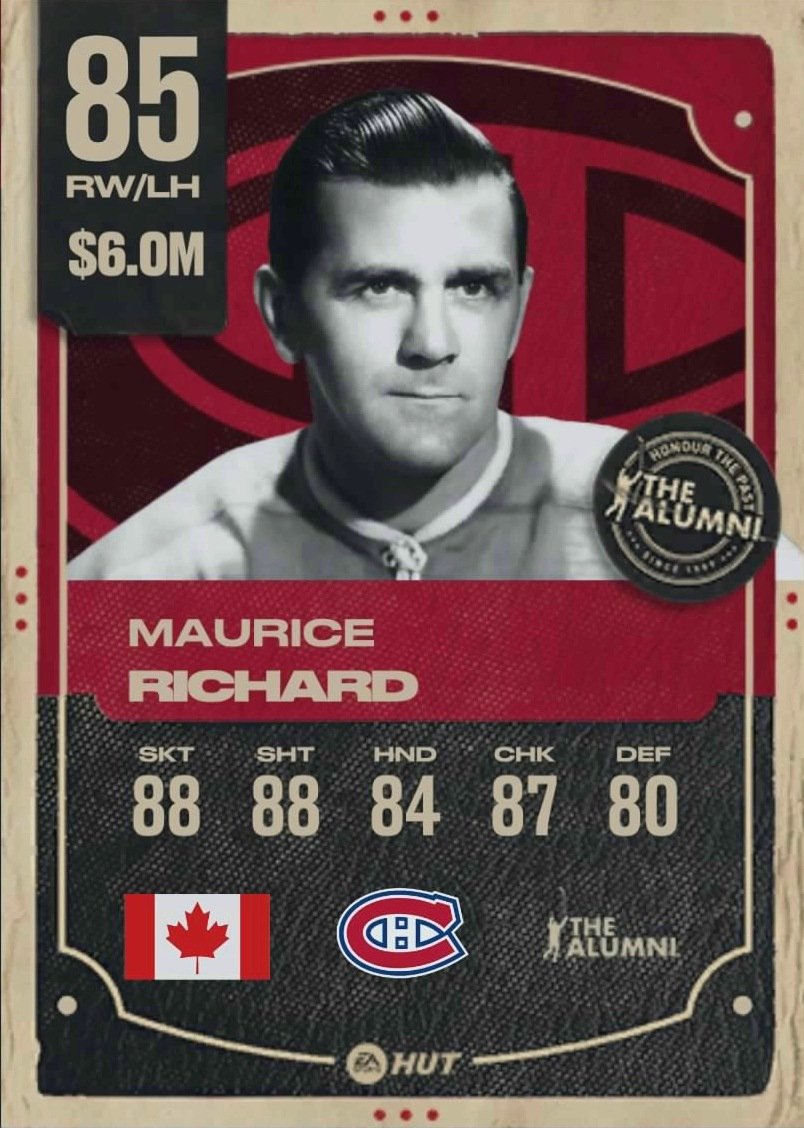 85
RW/LH
$6.0M
HONOUR THE PAST
THE
ALUMNI
MAURICE
RICHARD
SKT SHT HND CHK DEF
88 88 84 87 80
THE
ALUMNI
EA
HUT